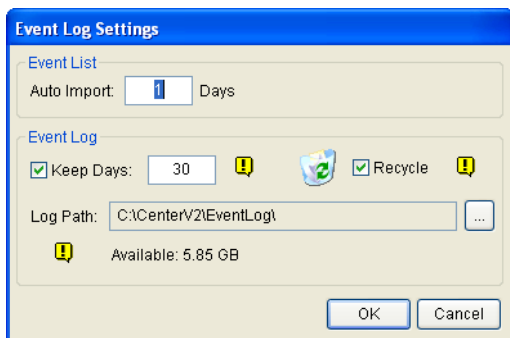 Event Log Settings
Event List
Auto Import: 1 Days
Event Log
Keep Days: 30 Recycle
Log Path: C:\CenterV2\EventLog\ ...
Available: 5.85 GB
OK Cancel